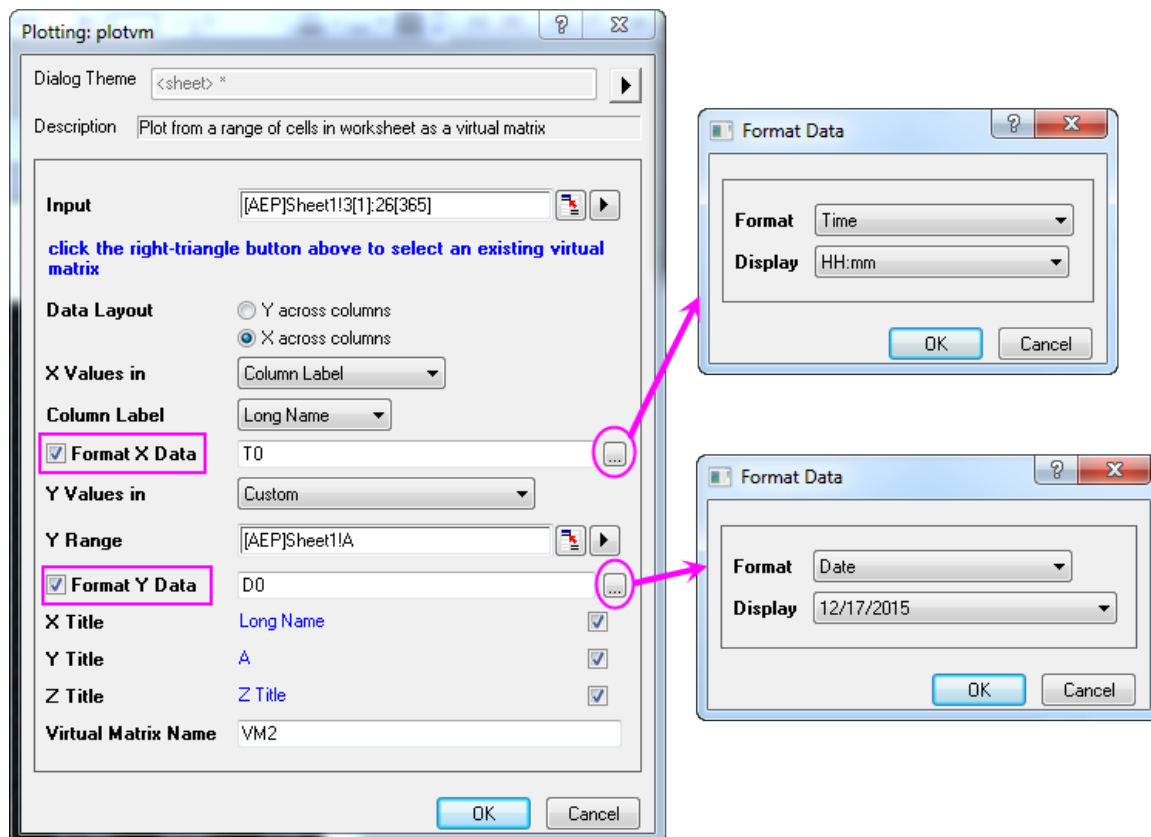 Plotting: plotvm
Dialog Theme <sheet> *
Description Plot from a range of cells in worksheet as a virtual matrix
Input [AEP]Sheet1!3[1]:26[365]
click the right-triangle button above to select an existing virtual
matrix
Data Layout Y across columns
X across columns
X Values in Column Label
Column Label Long Name
Format X Data T0 ...
Y Values in Custom
Y Range [AEP]Sheet1!A
Format Y Data D0 ...
X Title Long Name
Y Title A
Z Title Z Title
Virtual Matrix Name VM2
OK Cancel
Format Data
Format Time
Display HH:mm
OK Cancel
Format Data
Format Date
Display 12/17/2015
OK Cancel